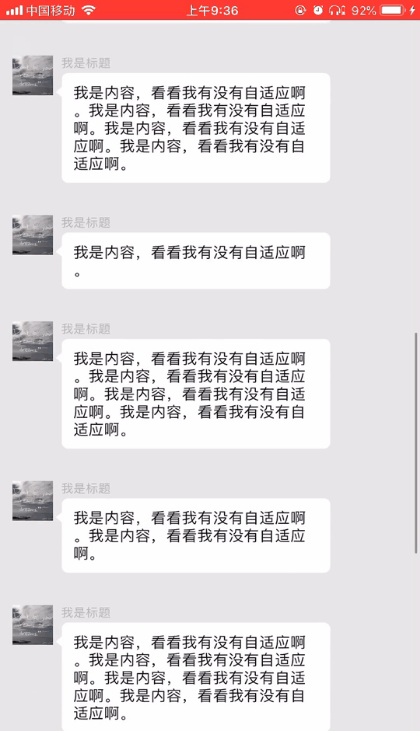 中国移动 上午9:36 92%
我是标题
我是内容，看看我有没有自适应啊
。我是内容，看看我有没有自适应
啊。我是内容，看看我有没有自适
应啊。我是内容，看看我有没有自
适应啊。
我是标题
我是内容，看看我有没有自适应啊
。
我是标题
我是内容，看看我有没有自适应啊
。我是内容，看看我有没有自适应
啊。我是内容，看看我有没有自适
应啊。我是内容，看看我有没有自
适应啊。
我是标题
我是内容，看看我有没有自适应啊
。我是内容，看看我有没有自适应
啊。
我是标题
我是内容，看看我有没有自适应啊
。我是内容，看看我有没有自适应
啊。我是内容，看看我有没有自适
应啊。我是内容，看看我有没有自
适应啊。